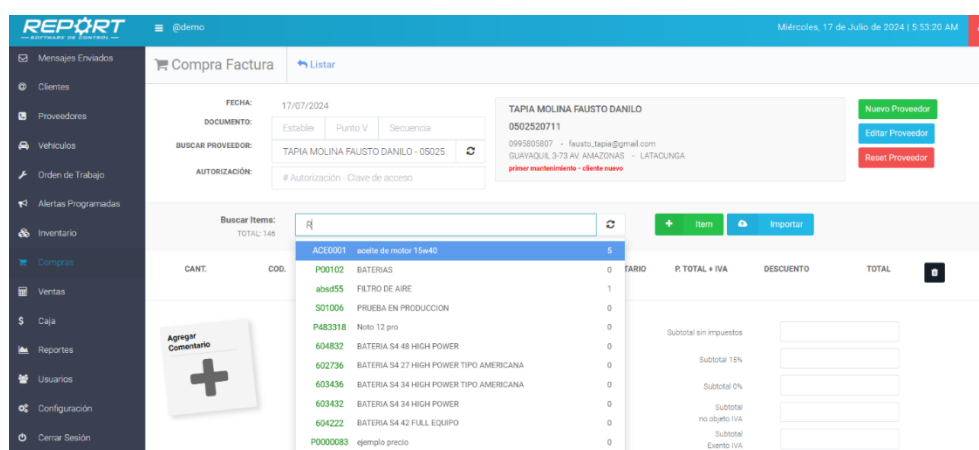 REPORT
SOFTWARE DE CONTROL
@demo
Miércoles, 17 de Julio de 2024 | 5:53:20 AM
Mensajes Enviados
Clientes
Proveedores
Vehículos
Orden de Trabajo
Alertas Programadas
Inventario
Compras
Ventas
Caja
Reportes
Usuarios
Configuración
Cerrar Sesión
Compra Factura
Listar
FECHA: 17/07/2024
DOCUMENTO: Establec Punto V Secuencia
BUSCAR PROVEEDOR: TAPIA MOLINA FAUSTO DANILO - 05025
AUTORIZACIÓN: # Autorización - Clave de acceso
TAPIA MOLINA FAUSTO DANILO
0502520711
0995805807 - fausto_tapia@gmail.com
GUAYAQUIL 3-73 AV. AMAZONAS - LATACUNGA
primer mantenimiento - cliente nuevo
Nuevo Proveedor
Editar Proveedor
Reset Proveedor
Buscar Items: R
TOTAL: 146
Item
Importar
CANT. COD. TARIO P. TOTAL + IVA DESCUENTO TOTAL
ACE0001 aceite de motor 15w40 5
P00102 BATERIAS 0
absd55 FILTRO DE AIRE 1
S01006 PRUEBA EN PRODUCCION 0
P483318 Noto 12 pro 0
604832 BATERIA S4 48 HIGH POWER 0
602736 BATERIA S4 27 HIGH POWER TIPO AMERICANA 0
603436 BATERIA S4 34 HIGH POWER TIPO AMERICANA 0
603432 BATERIA S4 34 HIGH POWER 0
604222 BATERIA S4 42 FULL EQUIPO 0
P0000083 ejemplo precio 0
Agregar
Comentario
Subtotal sin impuestos
Subtotal 15%
Subtotal 0%
Subtotal
no objeto IVA
Subtotal
Exento IVA